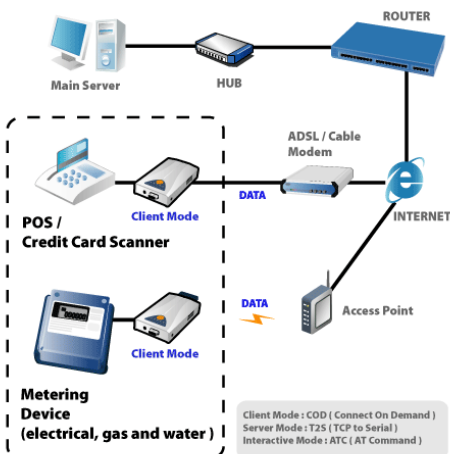 ROUTER
Main Server
HUB
ADSL / Cable
Modem
Client Mode
DATA
INTERNET
POS /
Credit Card Scanner
DATA
Access Point
Client Mode
Metering
Device
(electrical, gas and water )
Client Mode : COD ( Connect On Demand )
Server Mode : T2S ( TCP to Serial )
Interactive Mode : ATC ( AT Command )